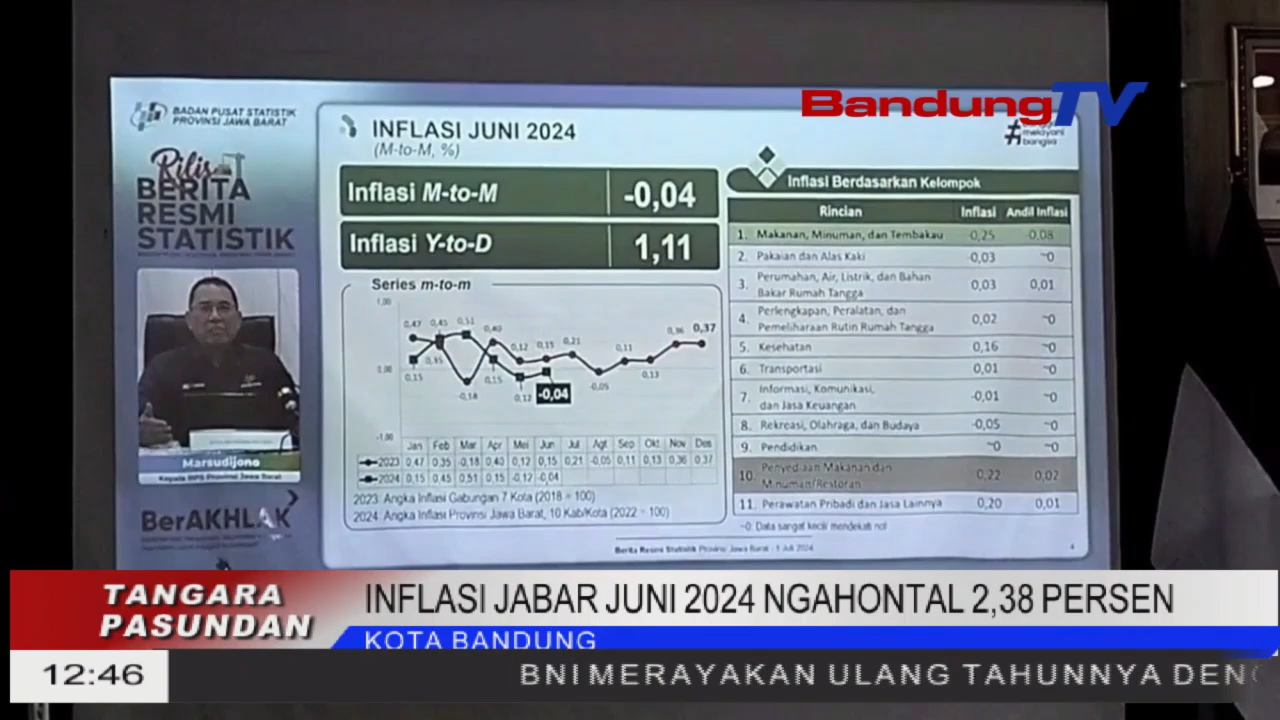 BandungTV
BADAN PUSAT STATISTIK
PROVINSI JAWA BARAT
Rilis
BERITA
RESMI
STATISTIK
Marsudijono
Kepala BPS Provinsi Jawa Barat
BerAKHLAK
INFLASI JUNI 2024
(M-to-M, %)
#
melayani
bangsa
Inflasi M-to-M -0,04
Inflasi Y-to-D 1,11
Series m-to-m
1,00
0,00
-1,00
0,47 0,45 0,51 0,40 0,12 0,15 0,21 -0,05 0,11 0,13 0,36 0,37
0,15 0,35 -0,18 0,15 0,12 -0,04
Jan Feb Mar Apr Mei Jun Jul Agt Sep Okt Nov Des
2023 0,47 0,35 -0,18 0,40 0,12 0,15 0,21 -0,05 0,11 0,13 0,36 0,37
2024 0,15 0,45 0,51 0,15 -0,12 -0,04
2023: Angka Inflasi Gabungan 7 Kota (2018 = 100)
2024: Angka Inflasi Provinsi Jawa Barat, 10 Kab/Kota (2022 = 100)
Inflasi Berdasarkan Kelompok
Rincian Inflasi Andil Inflasi
1. Makanan, Minuman, dan Tembakau 0,25 -0,08
2. Pakaian dan Alas Kaki -0,03 ~0
3. Perumahan, Air, Listrik, dan Bahan
Bakar Rumah Tangga 0,03 0,01
4. Perlengkapan, Peralatan, dan
Pemeliharaan Rutin Rumah Tangga 0,02 ~0
5. Kesehatan 0,16 ~0
6. Transportasi 0,01 ~0
7. Informasi, Komunikasi,
dan Jasa Keuangan -0,01 ~0
8. Rekreasi, Olahraga, dan Budaya -0,05 ~0
9. Pendidikan ~0 ~0
10. Penyediaan Makanan dan
Minuman/Restoran 0,22 0,02
11. Perawatan Pribadi dan Jasa Lainnya 0,20 0,01
~0: Data sangat kecil/ mendekati nol
Berita Resmi Statistik Provinsi Jawa Barat - 1 Juli 2024
4
TANGARA
PASUNDAN
INFLASI JABAR JUNI 2024 NGAHONTAL 2,38 PERSEN
KOTA BANDUNG
12:46
BNI MERAYAKAN ULANG TAHUNNYA DENG